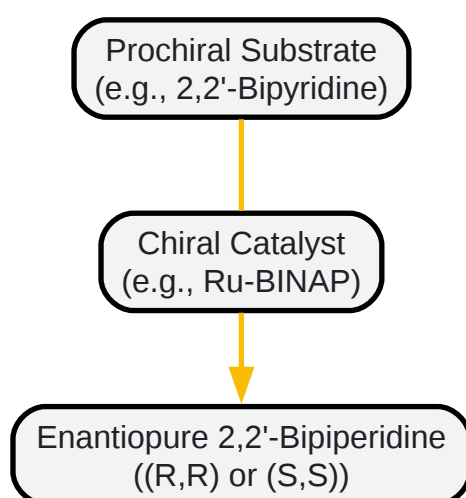 Prochiral Substrate
(e.g., 2,2'-Bipyridine)
Chiral Catalyst
(e.g., Ru-BINAP)
Enantiopure 2,2'-Bipiperidine
((R,R) or (S,S))